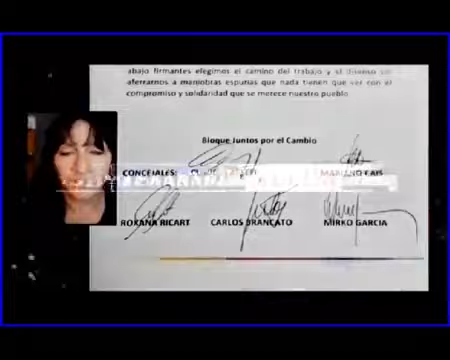 abajo firmantes elegimos el camino del trabajo y el disenso sin
aferrarnos a maniobras espurias que nada tienen que ver con el
compromiso y solidaridad que se merece nuestro pueblo
Bloque Juntos por el Cambio
CONCEJALES:
MARIANO
ROXANA RICART CARLOS BRANCATO MIRKO GARCIA